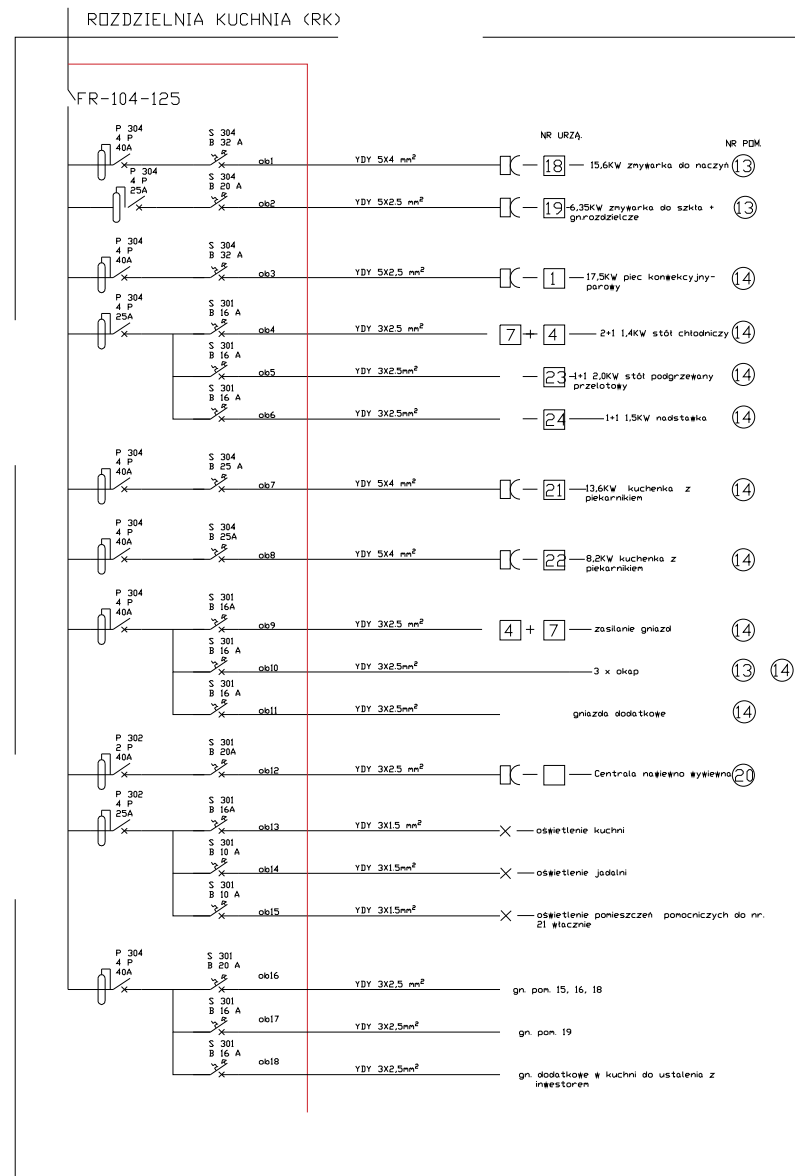 ROZDZIELNIA KUCHNIA (RK)
FR-104-125
NR URZĄ.
NR POM.
P 304
4 P
40A
S 304
B 32 A
ob1
YDY 5X4 mm²
18
15,6KW zmywarka do naczyń
13
P 304
4 P
25A
S 304
B 20 A
ob2
YDY 5X2.5 mm²
19
6,35KW zmywarka do szkła +
gn.rozdzielcze
13
P 304
4 P
40A
S 304
B 32 A
ob3
YDY 5X2,5 mm²
1
17,5KW piec konwekcyjny-
parowy
14
P 304
4 P
25A
S 301
B 16 A
ob4
YDY 3X2.5 mm²
7 + 4
2+1 1,4KW stół chłodniczy
14
S 301
B 16 A
ob5
YDY 3X2.5mm²
23
1+1 2,0KW stół podgrzewany
przelotowy
14
S 301
B 16 A
ob6
YDY 3X2.5mm²
24
1+1 1,5KW nadstawka
14
P 304
4 P
40A
S 304
B 25 A
ob7
YDY 5X4 mm²
21
13,6KW kuchenka z
piekarnikiem
14
P 304
4 P
40A
S 304
B 25A
ob8
YDY 5X4 mm²
22
8,2KW kuchenka z
piekarnikiem
14
P 304
4 P
40A
S 301
B 16A
ob9
YDY 3X2.5 mm²
4 + 7
zasilanie gniazd
14
S 301
B 16 A
ob10
YDY 3X2.5mm²
3 x okap
13 14
S 301
B 16 A
ob11
YDY 3X2.5mm²
gniazda dodatkowe
14
P 302
2 P
40A
S 301
B 20A
ob12
YDY 3X2.5 mm²
Centrala nawiewno wywiewna
20
P 302
4 P
25A
S 301
B 16A
ob13
YDY 3X1.5 mm²
oświetlenie kuchni
S 301
B 10 A
ob14
YDY 3X1.5mm²
oświetlenie jadalni
S 301
B 10 A
ob15
YDY 3X1.5mm²
oświetlenie pomieszczeń pomocniczych do nr.
21 włacznie
P 304
4 P
40A
S 301
B 20 A
ob16
YDY 3X2,5 mm²
gn. pom. 15, 16, 18
S 301
B 16 A
ob17
YDY 3X2,5mm²
gn. pom. 19
S 301
B 16 A
ob18
YDY 3X2,5mm²
gn. dodatkowe w kuchni do ustalenia z
inwestorem